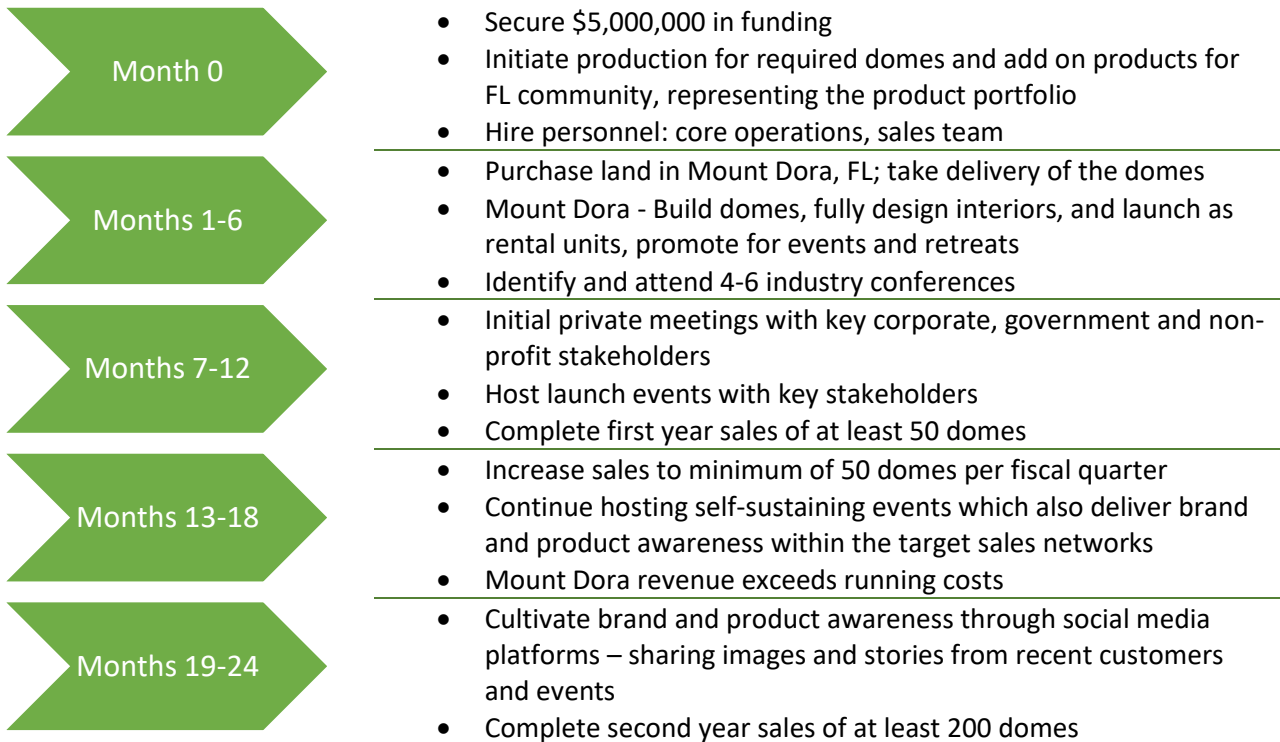 Month 0
• Secure $5,000,000 in funding
• Initiate production for required domes and add on products for
FL community, representing the product portfolio
• Hire personnel: core operations, sales team
Months 1-6
• Purchase land in Mount Dora, FL; take delivery of the domes
• Mount Dora - Build domes, fully design interiors, and launch as
rental units, promote for events and retreats
• Identify and attend 4-6 industry conferences
Months 7-12
• Initial private meetings with key corporate, government and non-
profit stakeholders
• Host launch events with key stakeholders
• Complete first year sales of at least 50 domes
Months 13-18
• Increase sales to minimum of 50 domes per fiscal quarter
• Continue hosting self-sustaining events which also deliver brand
and product awareness within the target sales networks
• Mount Dora revenue exceeds running costs
Months 19-24
• Cultivate brand and product awareness through social media
platforms – sharing images and stories from recent customers
and events
• Complete second year sales of at least 200 domes